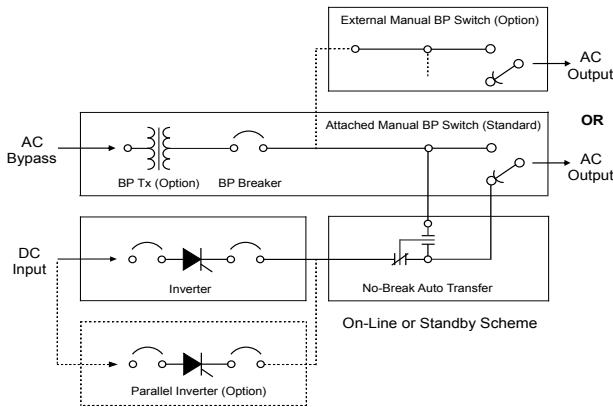 External Manual BP Switch (Option)
AC
Output
OR
Attached Manual BP Switch (Standard)
AC
Bypass
BP Tx (Option)
BP Breaker
AC
Output
DC
Input
Inverter
No-Break Auto Transfer
On-Line or Standby Scheme
Parallel Inverter (Option)